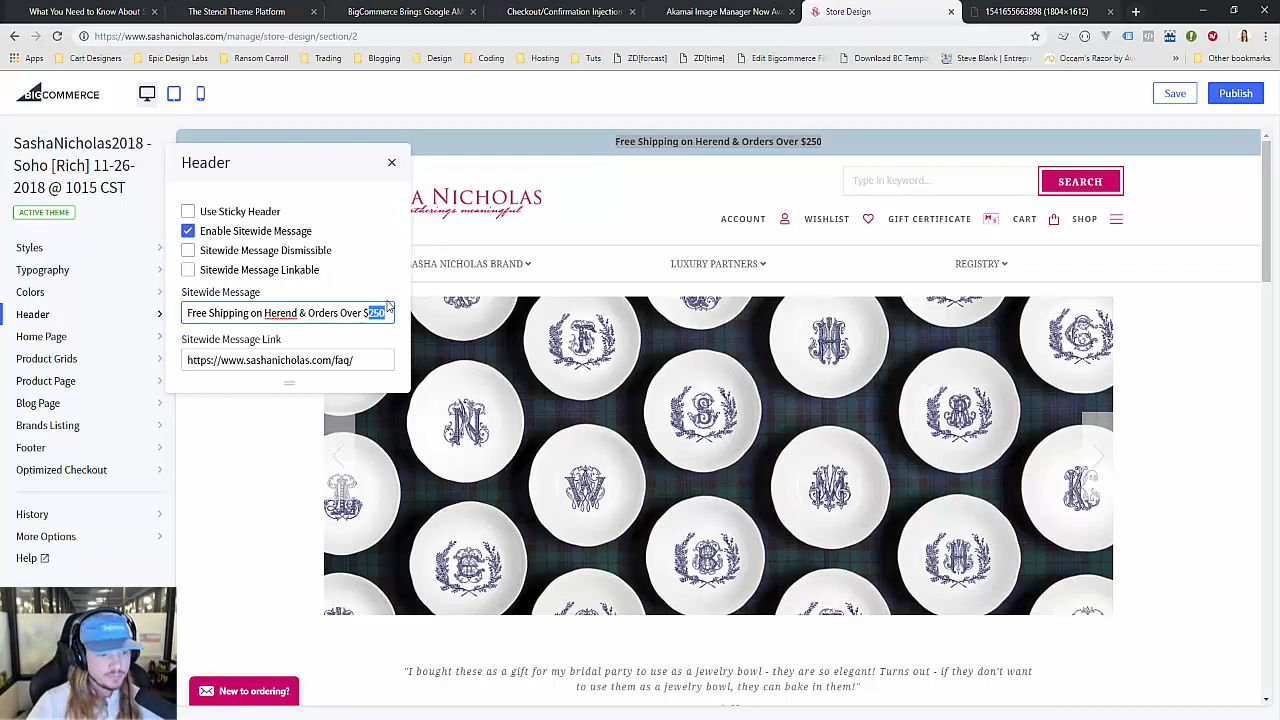 What You Need to Know About S
The Stencil Theme Platform
BigCommerce Brings Google AM
Checkout/Confirmation Injection
Akamai Image Manager Now Ava
Store Design
1541655663898 (1804×1612)
https://www.sashanicholas.com/manage/store-design/section/2
Apps
Cart Designers
Epic Design Labs
Ransom Carroll
Trading
Blogging
Design
Coding
Hosting
Tuts
ZD[forcast]
ZD[time]
Edit Bigcommerce F
Download BC Templ
Steve Blank | Entrepr
Occam's Razor by Av
Other bookmarks
BIGCOMMERCE
Save
Publish
SashaNicholas2018 -
Soho [Rich] 11-26-
2018 @ 1015 CST
ACTIVE THEME
Styles
Typography
Colors
Header
Home Page
Product Grids
Product Page
Blog Page
Brands Listing
Footer
Optimized Checkout
History
More Options
Help
Header
Use Sticky Header
Enable Sitewide Message
Sitewide Message Dismissible
Sitewide Message Linkable
Sitewide Message
Free Shipping on Herend & Orders Over $250
Sitewide Message Link
https://www.sashanicholas.com/faq/
Free Shipping on Herend & Orders Over $250
A NICHOLAS
atherings meaningful
Type in keyword...
SEARCH
ACCOUNT
WISHLIST
GIFT CERTIFICATE
CART
SHOP
ASHA NICHOLAS BRAND
LUXURY PARTNERS
REGISTRY
F
H
C
N
S
R
L
W
M
K
E
B
H
"I bought these as a gift for my bridal party to use as a jewelry bowl - they are so elegant! Turns out - if they don't want
to use them as a jewelry bowl, they can bake in them!"
New to ordering?